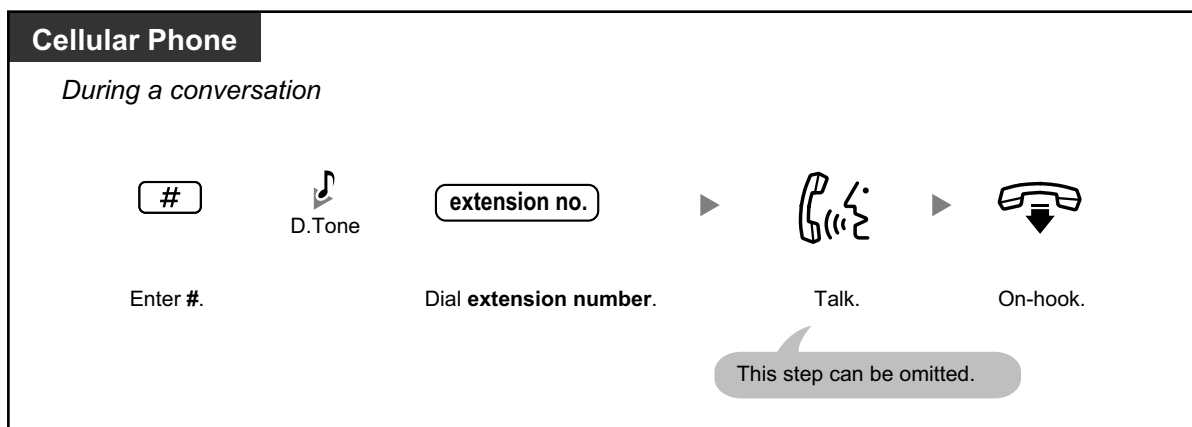 Cellular Phone
During a conversation
#
D.Tone
extension no.
Enter #.
Dial extension number.
Talk.
On-hook.
This step can be omitted.